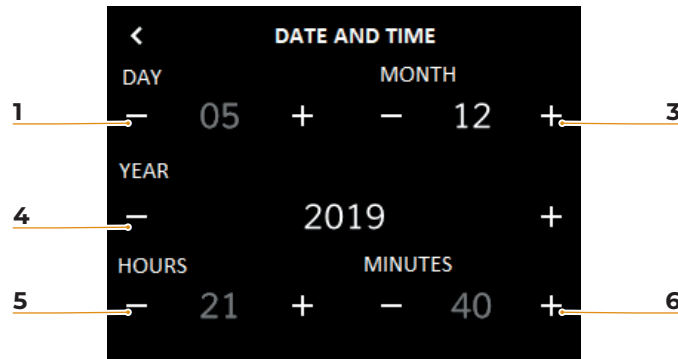 DATE AND TIME
DAY MONTH
1 − 05 + − 12 + 3
YEAR
4 − 2019 +
HOURS MINUTES
5 − 21 + − 40 + 6